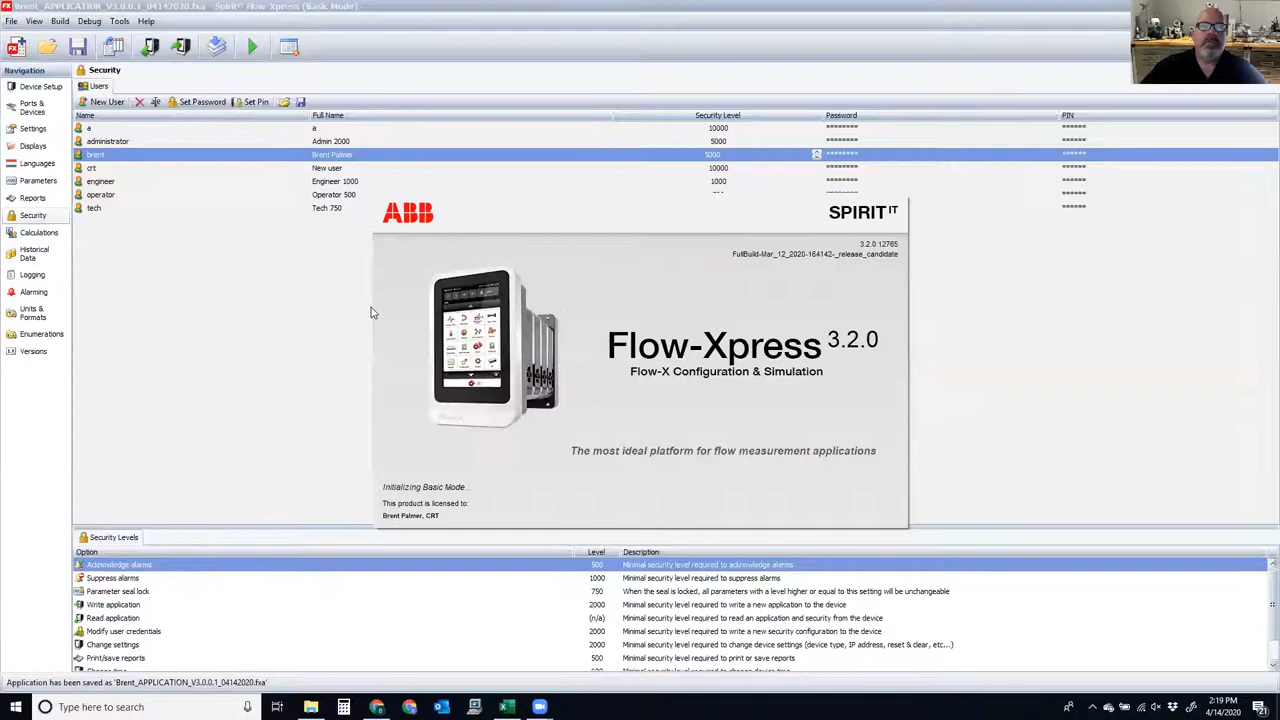 Brent_APPLICATION_V3.0.0.1_04142020.fxa - Spirit IT Flow-Xpress (Basic Mode)
File View Build Debug Tools Help
Navigation
Device Setup
Ports & Devices
Settings
Displays
Languages
Parameters
Reports
Security
Calculations
Historical Data
Logging
Alarming
Units & Formats
Enumerations
Versions
Security
Users
New User Set Password Set Pin
Name Full Name Security Level Password PIN
a a 10000 ******** ******
administrator Admin 2000 5000 ******** ******
brent Brent Palmer 5000 ******** ******
crt New user 10000 ******** ******
engineer Engineer 1000 1000 ******** ******
operator Operator 500 ******** ******
tech Tech 750 ******
ABB SPIRIT IT
3.2.0.12765
FullBuild-Mar_12_2020-164142-_release_candidate
Flow-Xpress 3.2.0
Flow-X Configuration & Simulation
The most ideal platform for flow measurement applications
Initializing Basic Mode...
This product is licensed to:
Brent Palmer, CRT
Security Levels
Option Level Description
Acknowledge alarms 500 Minimal security level required to acknowledge alarms
Suppress alarms 1000 Minimal security level required to suppress alarms
Parameter seal lock 750 When the seal is locked, all parameters with a level higher or equal to this setting will be unchangeable
Write application 2000 Minimal security level required to write a new application to the device
Read application (n/a) Minimal security level required to read an application and security from the device
Modify user credentials 2000 Minimal security level required to write a new security configuration to the device
Change settings 2000 Minimal security level required to change device settings (device type, IP address, reset & clear, etc...)
Print/save reports 500 Minimal security level required to print or save reports
Application has been saved as 'Brent_APPLICATION_V3.0.0.1_04142020.fxa'
Type here to search
2:19 PM
4/14/2020
21